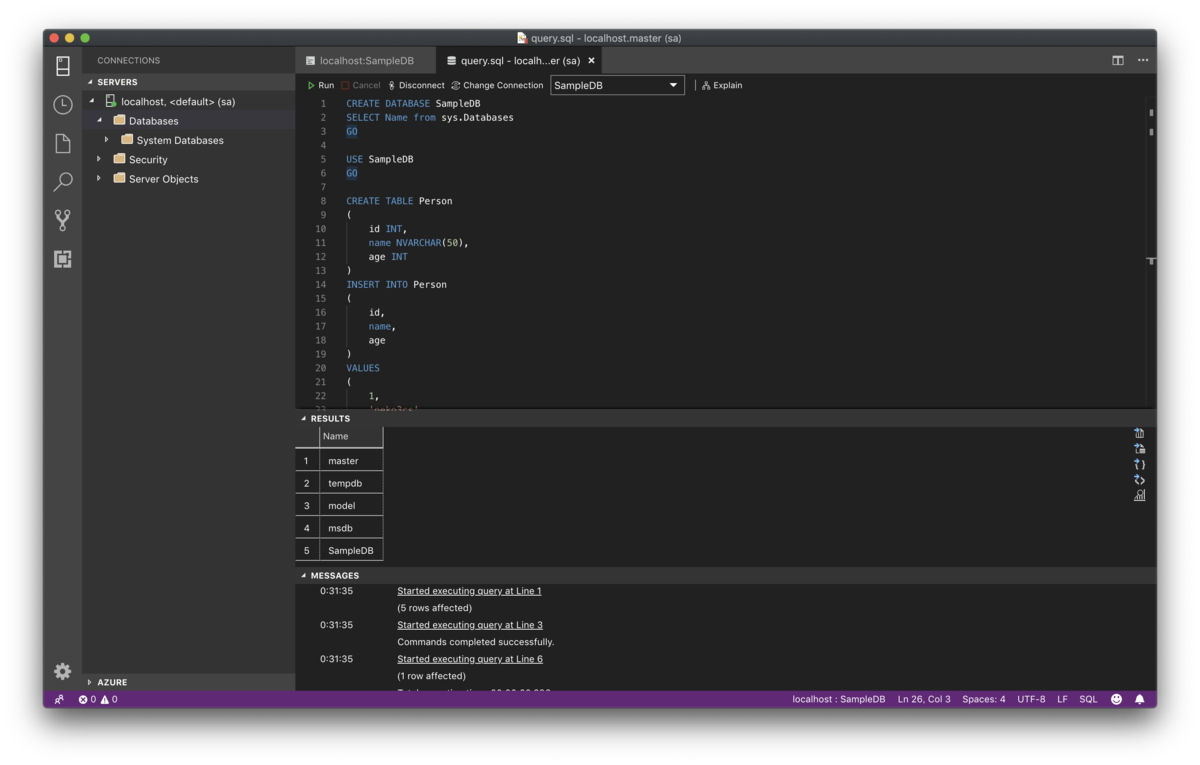 query.sql - localhost.master (sa)
CONNECTIONS
SERVERS
localhost, <default> (sa)
Databases
System Databases
Security
Server Objects
AZURE
localhost:SampleDB
query.sql - localh...er (sa)
Run Cancel Disconnect Change Connection SampleDB Explain
1 CREATE DATABASE SampleDB
2 SELECT Name from sys.Databases
3 GO
4
5 USE SampleDB
6 GO
7
8 CREATE TABLE Person
9 (
10 id INT,
11 name NVARCHAR(50),
12 age INT
13 )
14 INSERT INTO Person
15 (
16 id,
17 name,
18 age
19 )
20 VALUES
21 (
22 1,
23
RESULTS
Name
1 master
2 tempdb
3 model
4 msdb
5 SampleDB
MESSAGES
0:31:35 Started executing query at Line 1
(5 rows affected)
0:31:35 Started executing query at Line 3
Commands completed successfully.
0:31:35 Started executing query at Line 6
(1 row affected)
0 0 localhost : SampleDB Ln 26, Col 3 Spaces: 4 UTF-8 LF SQL